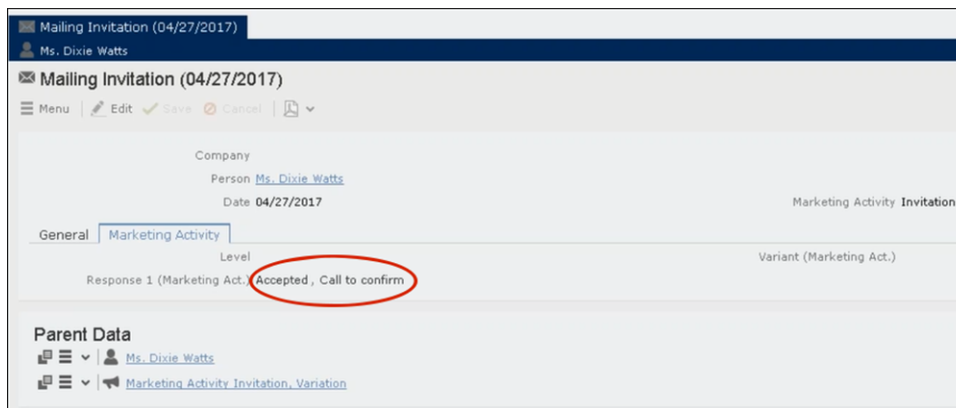 Mailing Invitation (04/27/2017)
Ms. Dixie Watts
Mailing Invitation (04/27/2017)
Menu Edit Save Cancel
Company
Person Ms. Dixie Watts
Date 04/27/2017 Marketing Activity Invitation
General Marketing Activity
Level Variant (Marketing Act.)
Response 1 (Marketing Act.) Accepted , Call to confirm
Parent Data
Ms. Dixie Watts
Marketing Activity Invitation, Variation